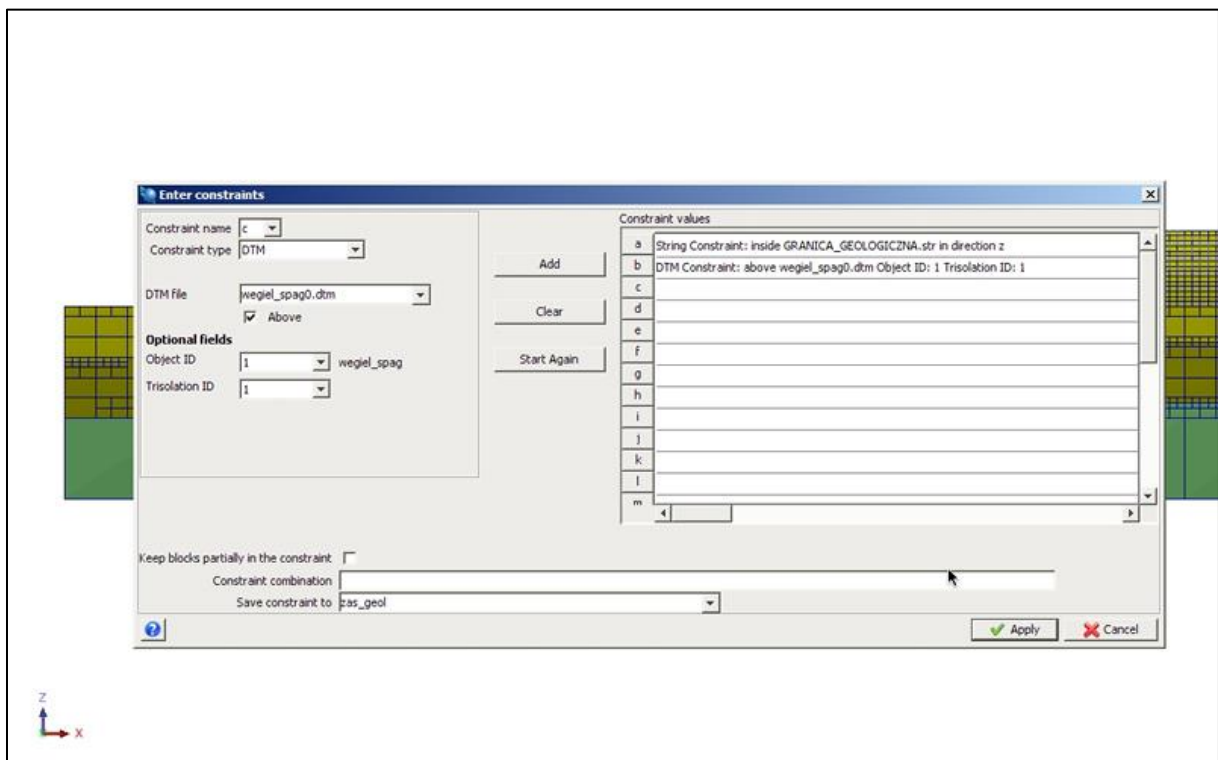 Enter constraints
Constraint name c
Constraint type DTM
DTM file wegiel_spag0.dtm
Above
Optional fields
Object ID 1 wegiel_spag
Trisolation ID 1
Add
Clear
Start Again
Constraint values
a String Constraint: inside GRANICA_GEOLOGICZNA.str in direction z
b DTM Constraint: above wegiel_spag0.dtm Object ID: 1 Trisolation ID: 1
c
d
e
f
g
h
i
j
k
l
m
Keep blocks partially in the constraint
Constraint combination
Save constraint to zas_geol
? Apply Cancel
Z
X